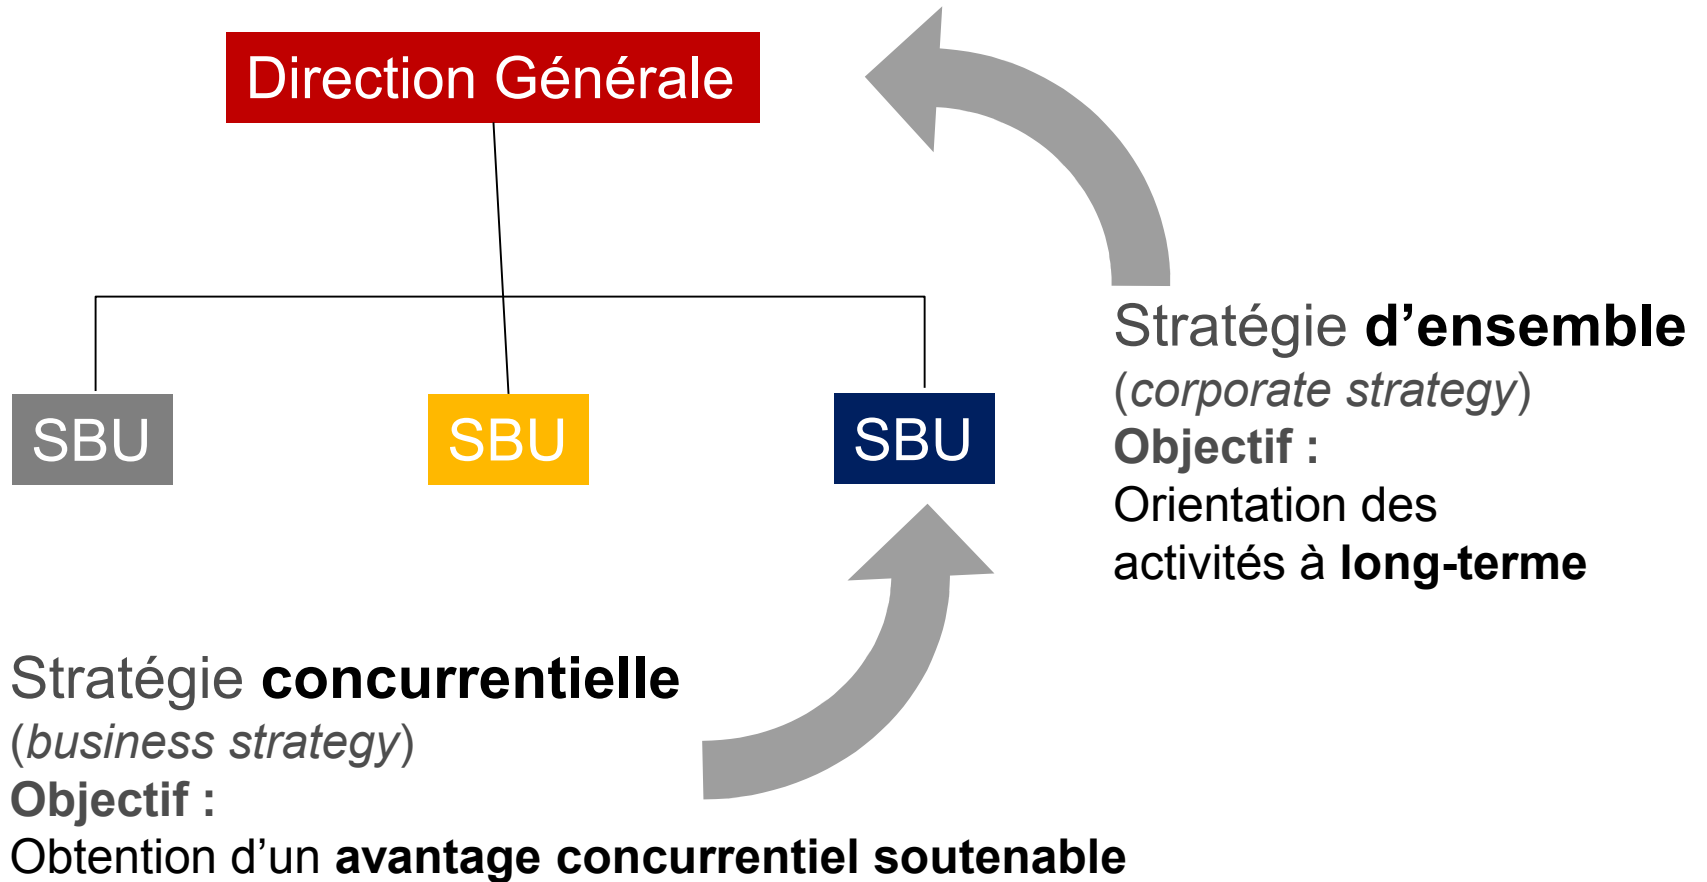 Direction Générale
SBU
SBU
SBU
Stratégie d’ensemble
(corporate strategy)
Objectif :
Orientation des
activités à long-terme
Stratégie concurrentielle
(business strategy)
Objectif :
Obtention d’un avantage concurrentiel soutenable